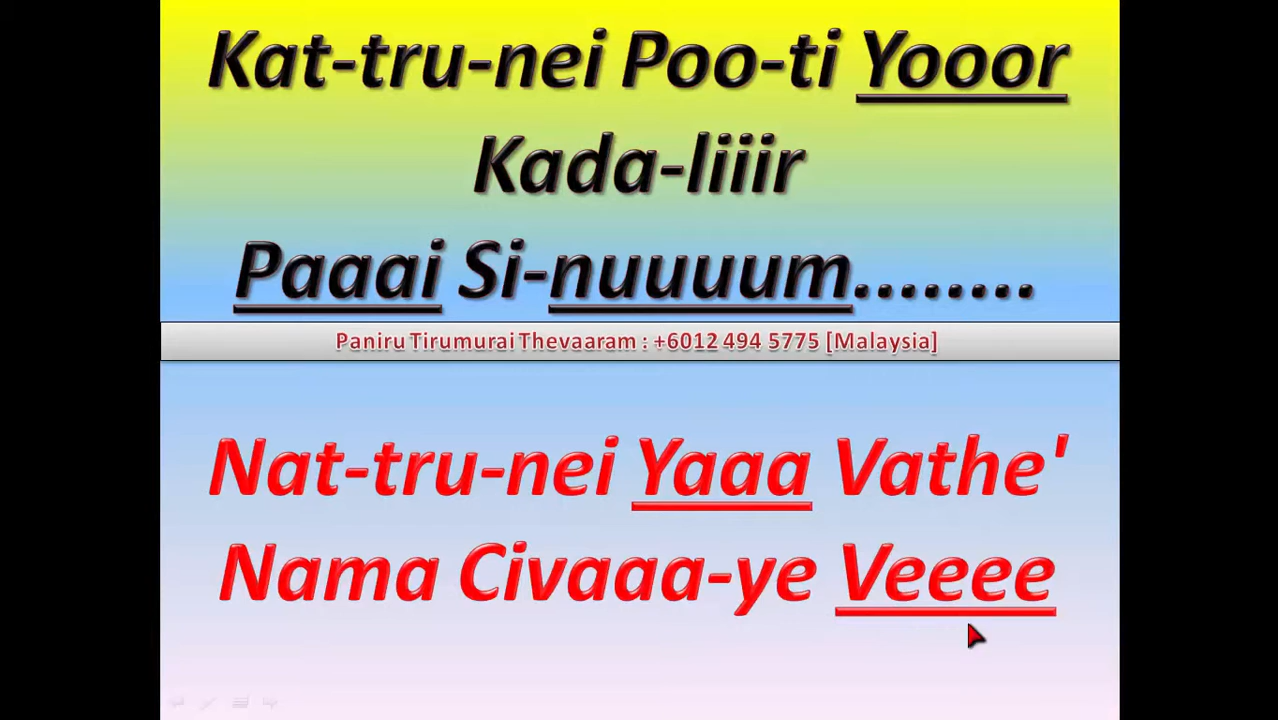 Kat-tru-nei Poo-ti Yooor
Kada-liiir
Paaai Si-nuuuum........
Paniru Tirumurai Thevaaram : +6012 494 5775 [Malaysia]
Nat-tru-nei Yaaa Vathe'
Nama Civaaa-ye Veeee